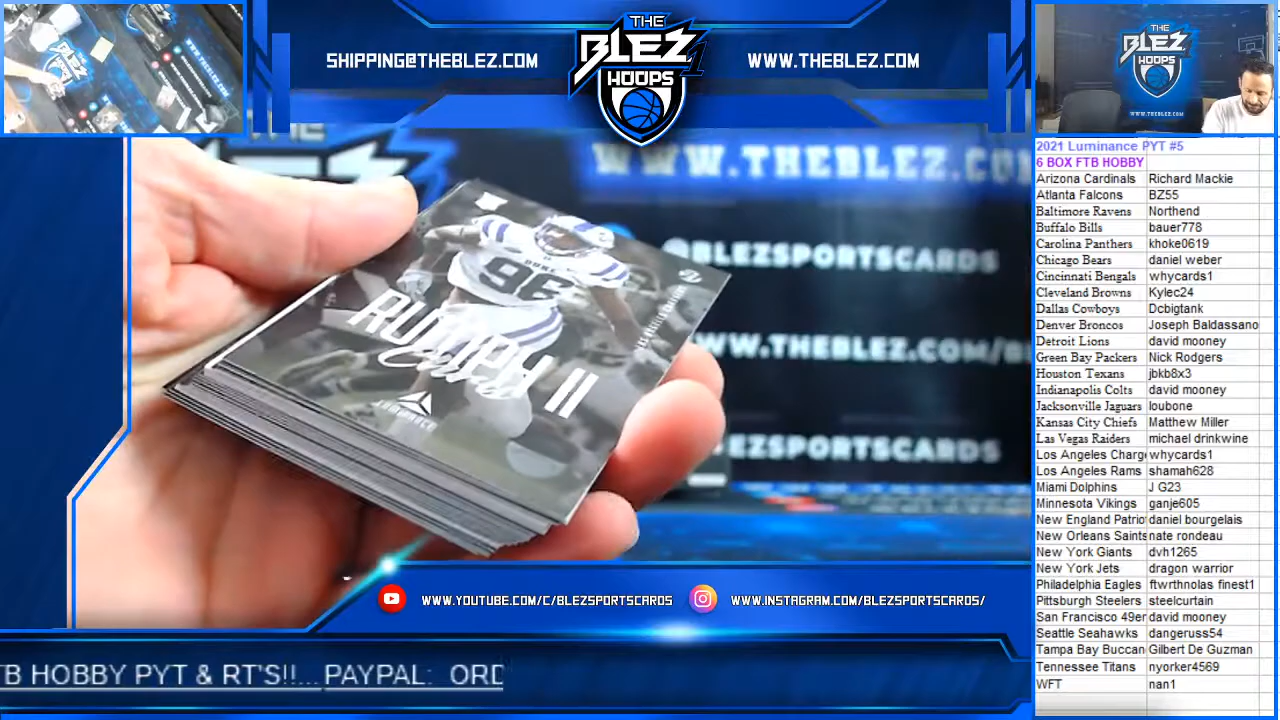 THE
BLEZ
HOOPS
SHIPPING@THEBLEZ.COM
WWW.THEBLEZ.COM
THE
BLEZ
HOOPS
WWW.THEBLEZ.COM
@BLEZSPORTSCARDS
96
RUMPH II
Chris
LUMINANCE
WWW.YOUTUBE.COM/C/BLEZSPORTSCARDS
WWW.INSTAGRAM.COM/BLEZSPORTSCARDS/
TB HOBBY PYT & RT'S!!... PAYPAL: ORD
2021 Luminance PYT #5
6 BOX FTB HOBBY
Arizona Cardinals Richard Mackie
Atlanta Falcons BZ55
Baltimore Ravens Northend
Buffalo Bills bauer778
Carolina Panthers khoke0619
Chicago Bears daniel weber
Cincinnati Bengals whycards1
Cleveland Browns Kylec24
Dallas Cowboys Dcbigtank
Denver Broncos Joseph Baldassano
Detroit Lions david mooney
Green Bay Packers Nick Rodgers
Houston Texans jbkb8x3
Indianapolis Colts david mooney
Jacksonville Jaguars loubone
Kansas City Chiefs Matthew Miller
Las Vegas Raiders michael drinkwine
Los Angeles Charge whycards1
Los Angeles Rams shamah628
Miami Dolphins J G23
Minnesota Vikings ganje605
New England Patriot daniel bourgelais
New Orleans Saints nate rondeau
New York Giants dvh1265
New York Jets dragon warrior
Philadelphia Eagles ftwrthnolas finest1
Pittsburgh Steelers steelcurtain
San Francisco 49er david mooney
Seattle Seahawks dangeruss54
Tampa Bay Buccan Gilbert De Guzman
Tennessee Titans nyorker4569
WFT nan1